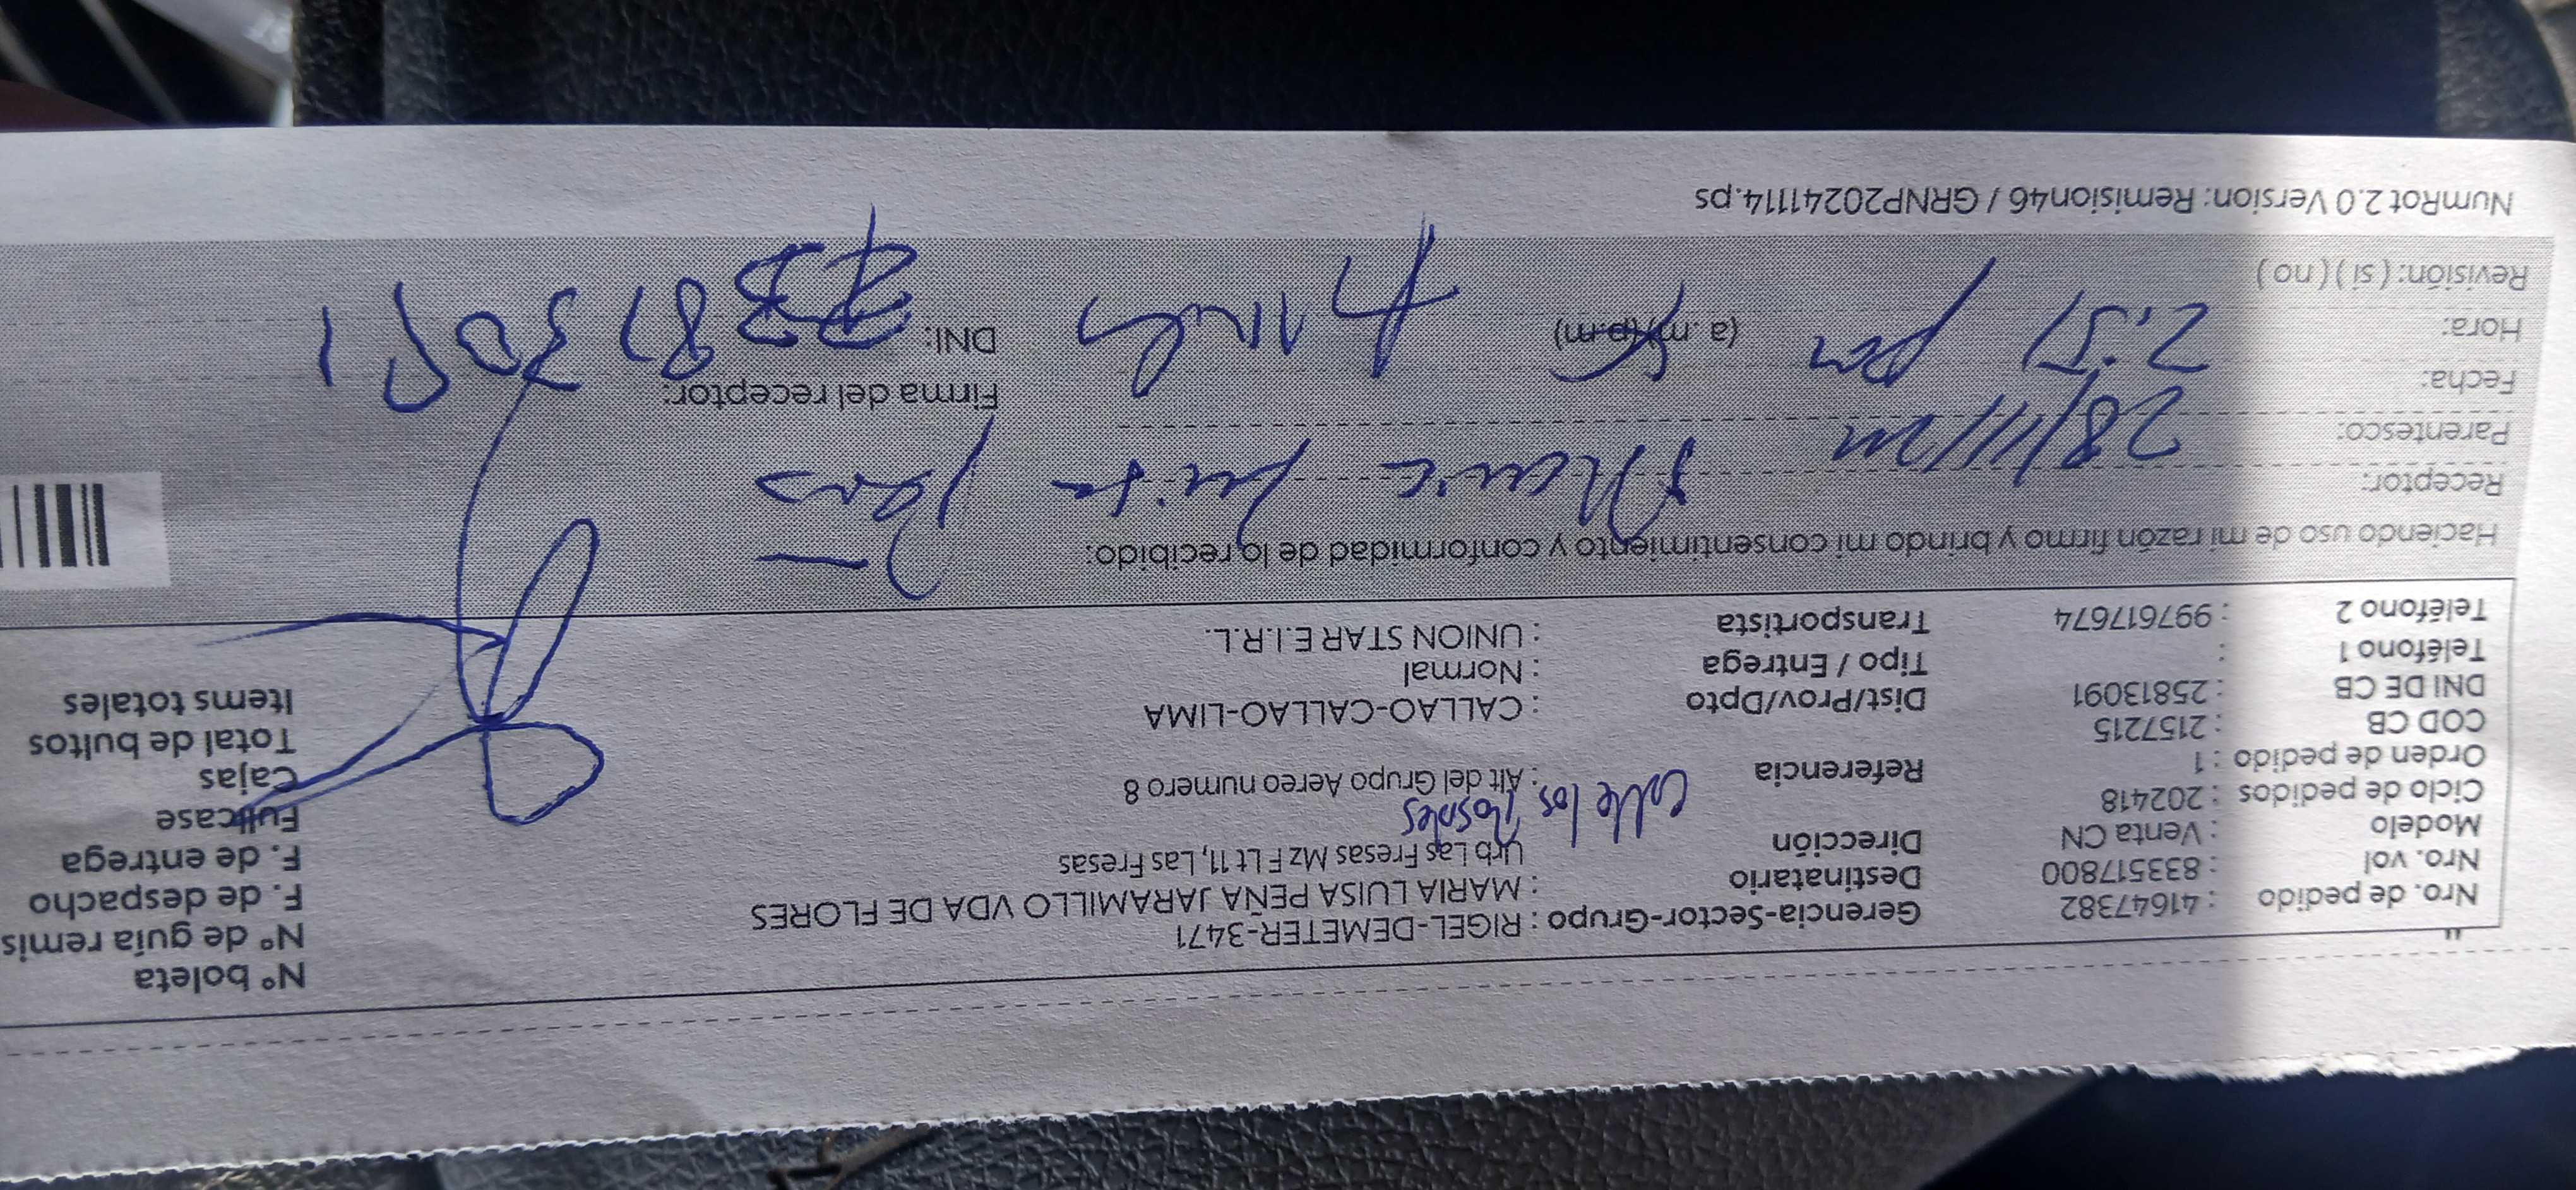 Nro. de pedido : 41647382 Gerencia-Sector-Grupo : RIGEL-DEMETER-3471 N° boleta
Nro. vol : 833517800 Destinatario : MARIA LUISA PEÑA JARAMILLO VDA DE FLORES N° de guía remis
Modelo : Venta CN Dirección Urb Las Fresas Mz F Lt 11, Las Fresas F. de despacho
calle los Rosales
Ciclo de pedidos : 202418 F. de entrega
Orden de pedido : 1 Referencia : Alt del Grupo Aereo numero 8 Fullcase
COD CB : 2157215 Cajas
DNI DE CB : 25813091 Dist/Prov/Dpto : CALLAO-CALLAO-LIMA Total de bultos
Teléfono 1 : Tipo / Entrega : Normal Items totales
Teléfono 2 : 997617674 Transportista : UNION STAR E.I.R.L.
Haciendo uso de mi razón firmo y brindo mi consentimiento y conformidad de lo recibido:
Receptor: Luisa
Parentesco: 28/11/
Fecha: Firma del receptor:
Hora: 2:51 pm (a.m)(p.m) DNI:
Revisión: ( si ) ( no )
NumRot 2.0 Version: Remision46 / GRNP20241114.ps